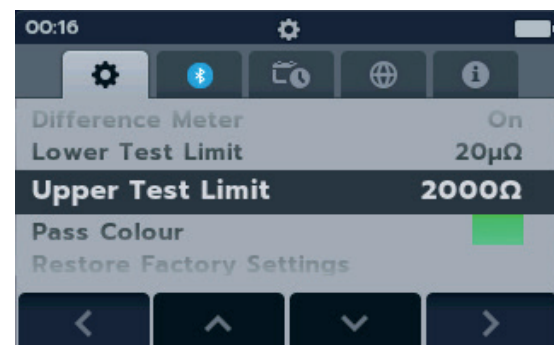 00:16
Difference Meter On
Lower Test Limit 20µΩ
Upper Test Limit 2000Ω
Pass Colour
Restore Factory Settings